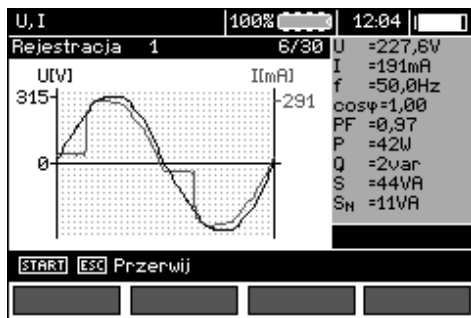 U,I 100% 12:04
Rejestracja 1 6/30
U[V] I[mA]
315 291
0
U =227,6V
I =191mA
f =50,0Hz
cosφ=1,00
PF =0,97
P =42W
Q =2var
S =44VA
SN =11VA
START ESC Przerwij